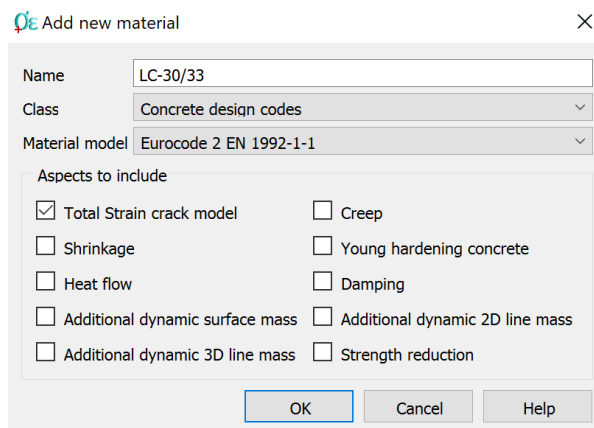 Add new material
Name LC-30/33
Class Concrete design codes
Material model Eurocode 2 EN 1992-1-1
Aspects to include
Total Strain crack model Creep
Shrinkage Young hardening concrete
Heat flow Damping
Additional dynamic surface mass Additional dynamic 2D line mass
Additional dynamic 3D line mass Strength reduction
OK Cancel Help